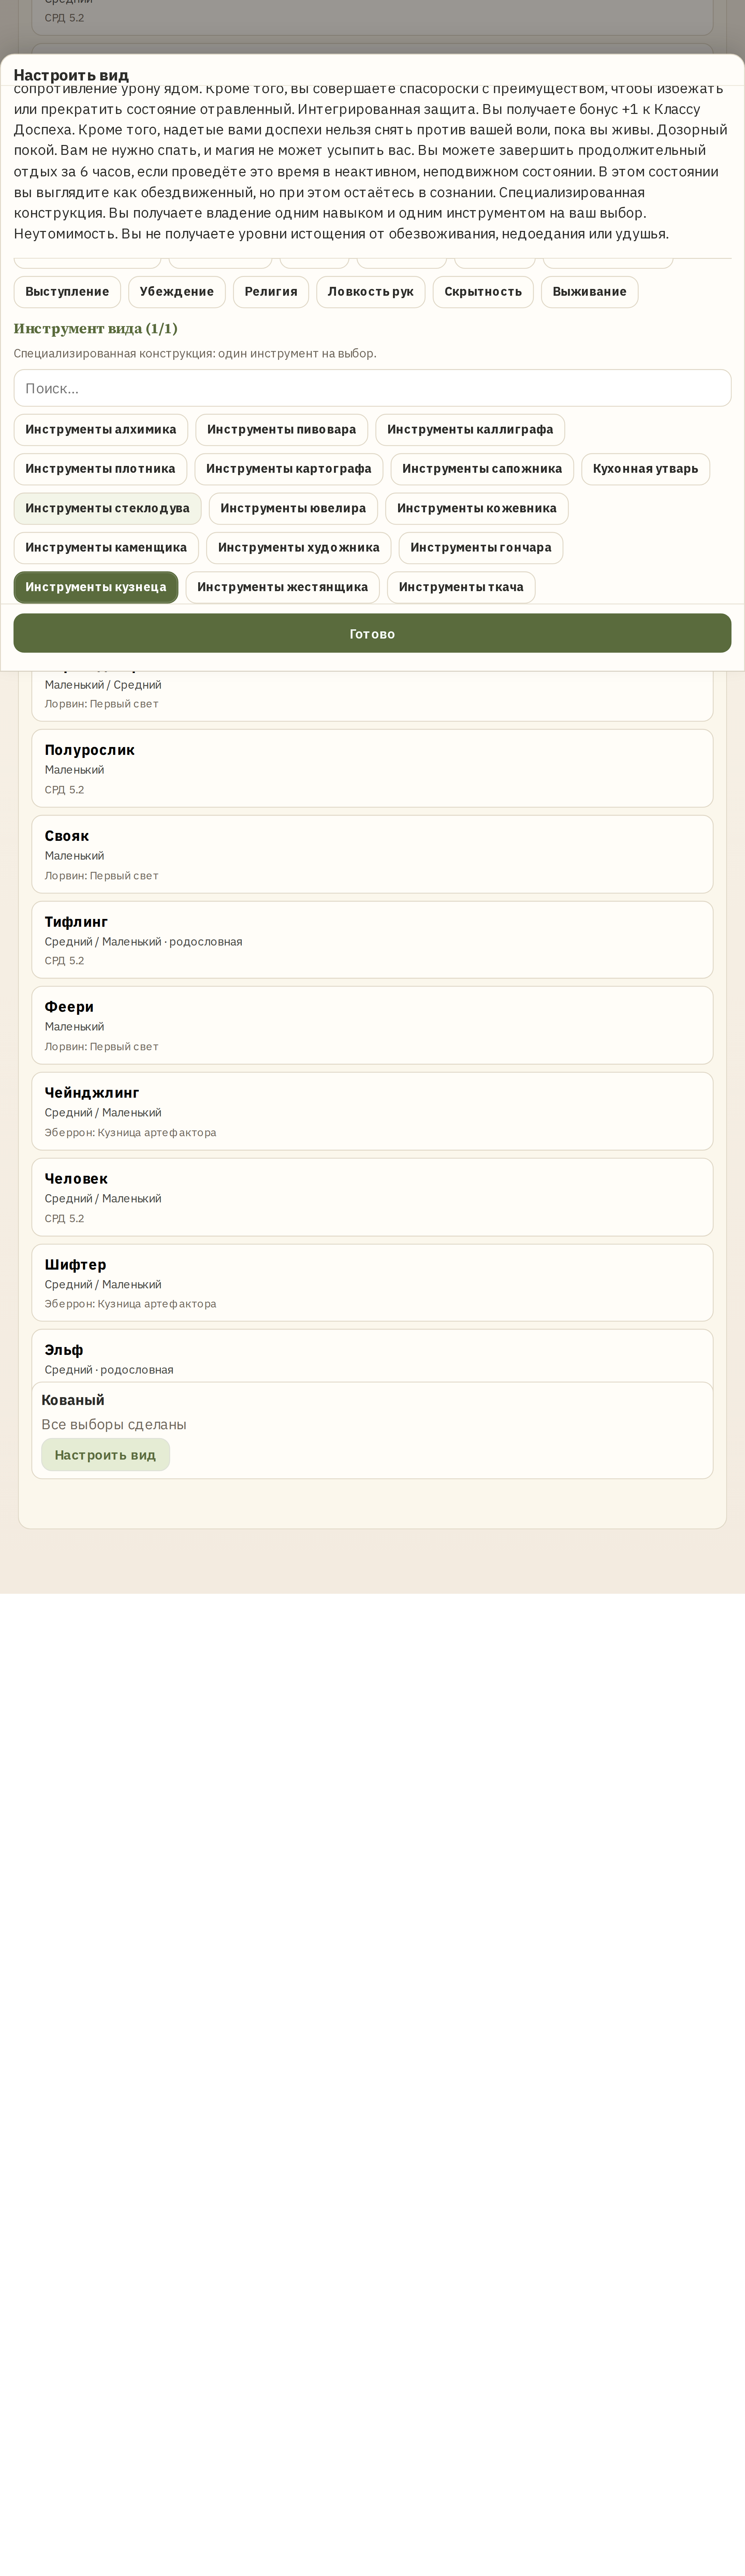 СРД 5.2
Настроить вид
сопротивление урону ядом. Кроме того, вы совершаете спасброски с преимуществом, чтобы избежать
или прекратить состояние отравленный. Интегрированная защита. Вы получаете бонус +1 к Классу
Доспеха. Кроме того, надетые вами доспехи нельзя снять против вашей воли, пока вы живы. Дозорный
покой. Вам не нужно спать, и магия не может усыпить вас. Вы можете завершить продолжительный
отдых за 6 часов, если проведёте это время в неактивном, неподвижном состоянии. В этом состоянии
вы выглядите как обездвиженный, но при этом остаётесь в сознании. Специализированная
конструкция. Вы получаете владение одним навыком и одним инструментом на ваш выбор.
Неутомимость. Вы не получаете уровни истощения от обезвоживания, недоедания или удушья.
Выступление Убеждение Религия Ловкость рук Скрытность Выживание
Инструмент вида (1/1)
Специализированная конструкция: один инструмент на выбор.
Поиск...
Инструменты алхимика Инструменты пивовара Инструменты каллиграфа
Инструменты плотника Инструменты картографа Инструменты сапожника Кухонная утварь
Инструменты стеклодува Инструменты ювелира Инструменты кожевника
Инструменты каменщика Инструменты художника Инструменты гончара
Инструменты кузнеца Инструменты жестянщика Инструменты ткача
Готово
Маленький / Средний
Лорвин: Первый свет
Полурослик
Маленький
СРД 5.2
Свояк
Маленький
Лорвин: Первый свет
Тифлинг
Средний / Маленький · родословная
СРД 5.2
Феери
Маленький
Лорвин: Первый свет
Чейнджлинг
Средний / Маленький
Эберрон: Кузница артефактора
Человек
Средний / Маленький
СРД 5.2
Шифтер
Средний / Маленький
Эберрон: Кузница артефактора
Эльф
Средний · родословная
Кованый
Все выборы сделаны
Настроить вид